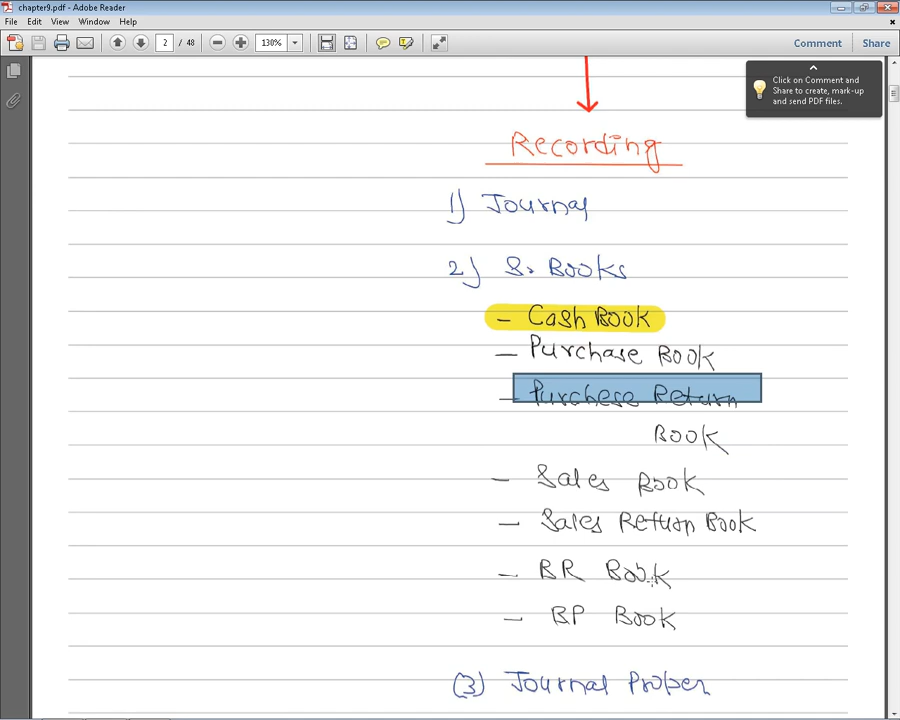 chapter9.pdf - Adobe Reader
File Edit View Window Help
2 / 48 130% Comment Share
Click on Comment and
Share to create, mark-up
and send PDF files.
Recording
1) Journal
2) S. Books
- Cash Book
- Purchase Book
- Purchese Return
Book
- Sales Book
- Sales Return Book
- BR Book
- BP Book
(3) Journal Proper